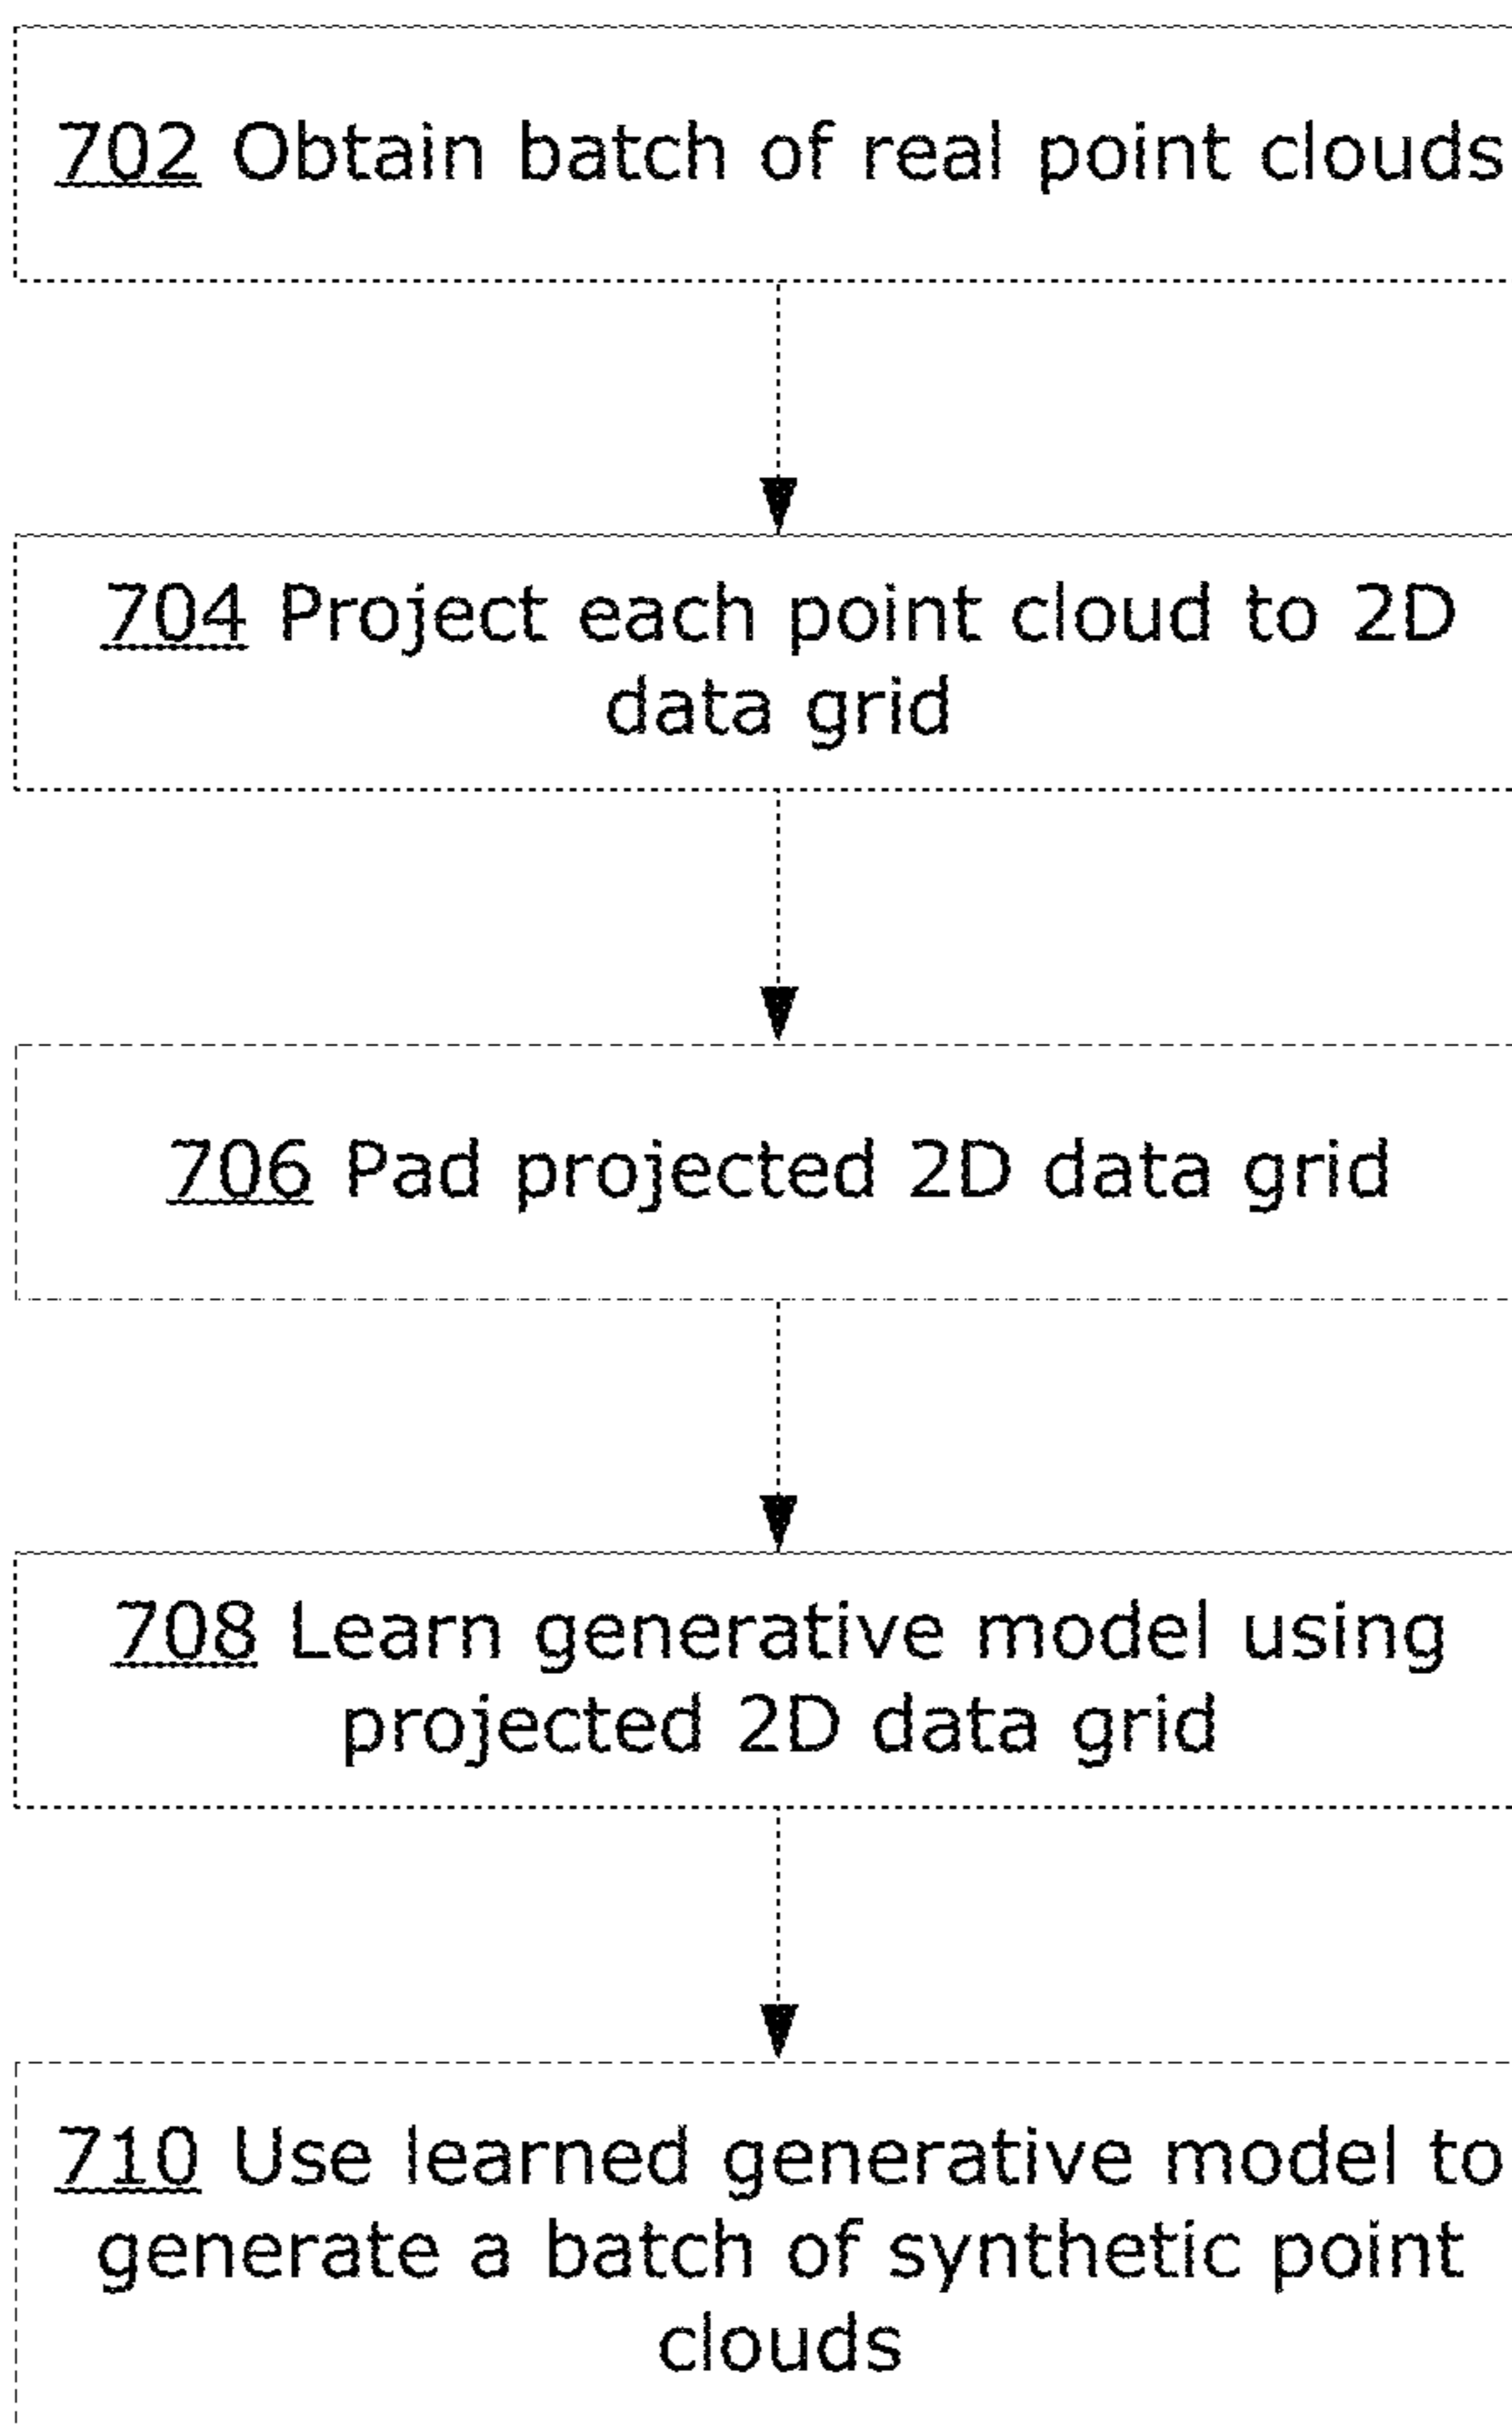 702 Obtain batch of real point clouds
704 Project each point cloud to 2D
data grid
706 Pad projected 2D data grid
708 Learn generative model using
projected 2D data grid
710 Use learned generative model to
generate a batch of synthetic point
clouds